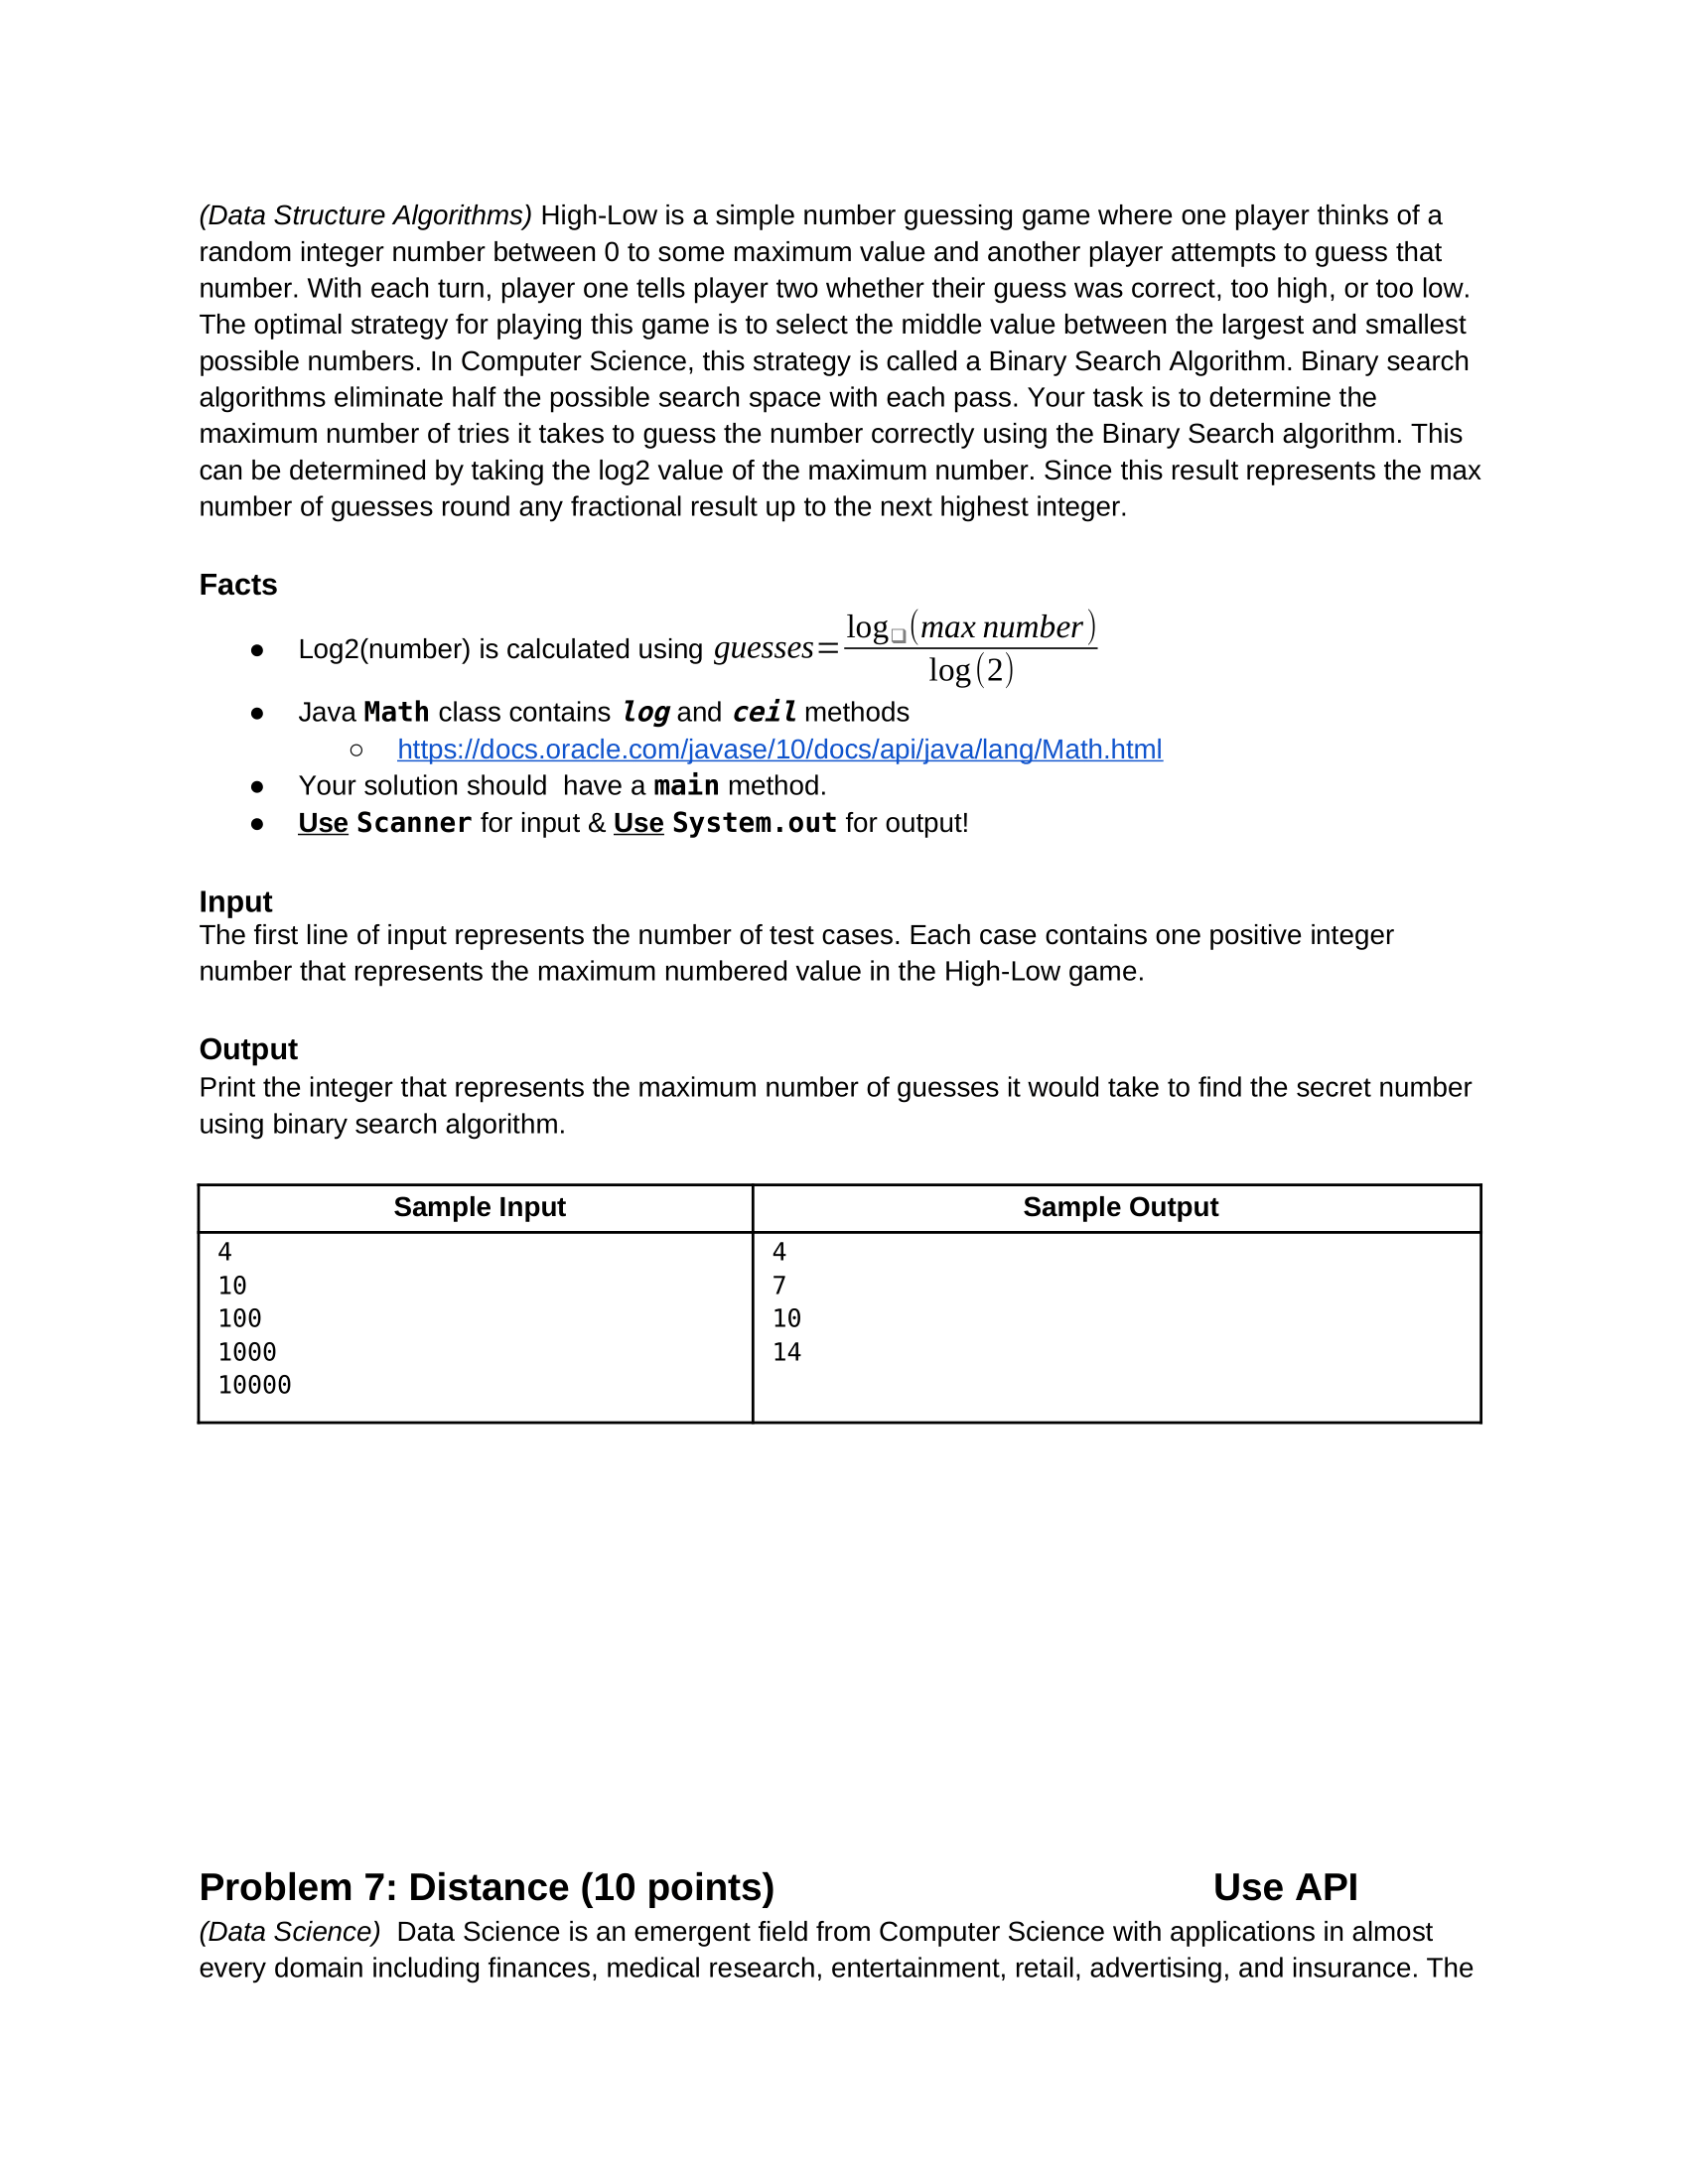 (Data Structure Algorithms) High-Low is a simple number guessing game where one player thinks of a
random integer number between 0 to some maximum value and another player attempts to guess that
number. With each turn, player one tells player two whether their guess was correct, too high, or too low.
The optimal strategy for playing this game is to select the middle value between the largest and smallest
possible numbers. In Computer Science, this strategy is called a Binary Search Algorithm. Binary search
algorithms eliminate half the possible search space with each pass. Your task is to determine the
maximum number of tries it takes to guess the number correctly using the Binary Search algorithm. This
can be determined by taking the log2 value of the maximum number. Since this result represents the max
number of guesses round any fractional result up to the next highest integer.
Facts
● Log2(number) is calculated using guesses = log❑(max number) / log(2)
● Java Math class contains log and ceil methods
○ https://docs.oracle.com/javase/10/docs/api/java/lang/Math.html
● Your solution should  have a main method.
● Use Scanner for input & Use System.out for output!
Input
The first line of input represents the number of test cases. Each case contains one positive integer
number that represents the maximum numbered value in the High-Low game.
Output
Print the integer that represents the maximum number of guesses it would take to find the secret number
using binary search algorithm.
Sample Input Sample Output
4 4
10 7
100 10
1000 14
10000
Problem 7: Distance (10 points) Use API
(Data Science)  Data Science is an emergent field from Computer Science with applications in almost
every domain including finances, medical research, entertainment, retail, advertising, and insurance. The